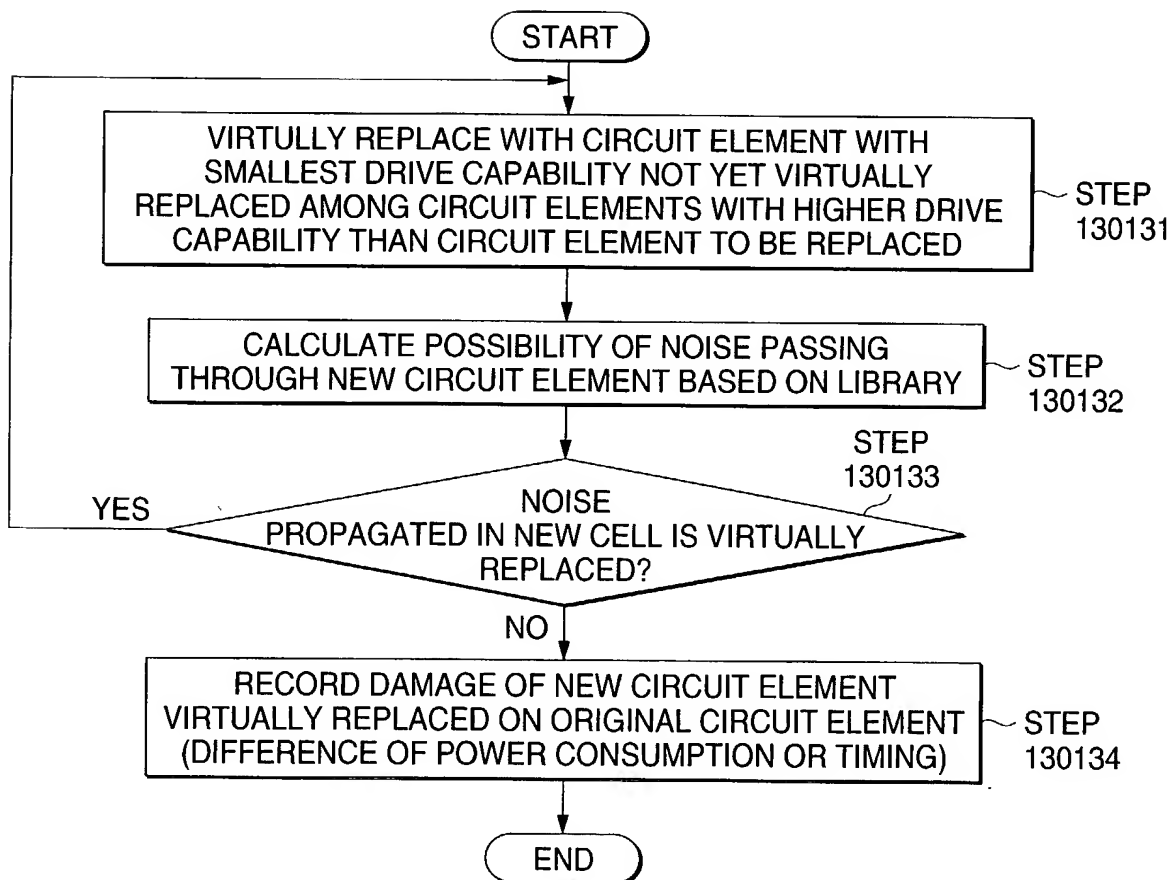 START
VIRTULLY REPLACE WITH CIRCUIT ELEMENT WITH
SMALLEST DRIVE CAPABILITY NOT YET VIRTUALLY
REPLACED AMONG CIRCUIT ELEMENTS WITH HIGHER DRIVE
CAPABILITY THAN CIRCUIT ELEMENT TO BE REPLACED
STEP
130131
CALCULATE POSSIBILITY OF NOISE PASSING
THROUGH NEW CIRCUIT ELEMENT BASED ON LIBRARY
STEP
130132
STEP
130133
YES
NOISE
PROPAGATED IN NEW CELL IS VIRTUALLY
REPLACED?
NO
RECORD DAMAGE OF NEW CIRCUIT ELEMENT
VIRTUALLY REPLACED ON ORIGINAL CIRCUIT ELEMENT
(DIFFERENCE OF POWER CONSUMPTION OR TIMING)
STEP
130134
END